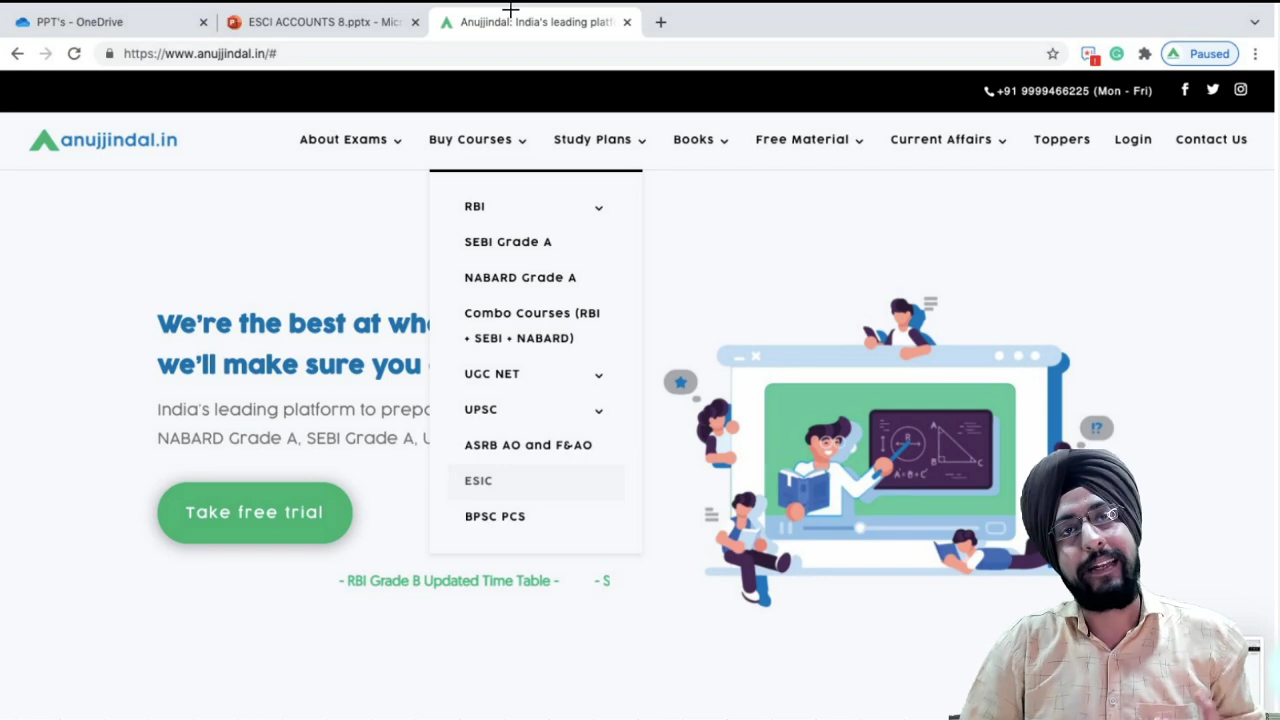 PPT's - OneDrive
ESCI ACCOUNTS 8.pptx - Mic
Anujjindal: India's leading platf
https://www.anujjindal.in/#
Paused
+91 9999466225 (Mon - Fri)
anujjindal.in
About Exams
Buy Courses
Study Plans
Books
Free Material
Current Affairs
Toppers
Login
Contact Us
RBI
SEBI Grade A
NABARD Grade A
Combo Courses (RBI
+ SEBI + NABARD)
UGC NET
UPSC
ASRB AO and F&AO
ESIC
BPSC PCS
We're the best at wh
we'll make sure you
India's leading platform to prep
NABARD Grade A, SEBI Grade A, U
Take free trial
- RBI Grade B Updated Time Table -
- S
!?
A
B
C
A²+B²+C²